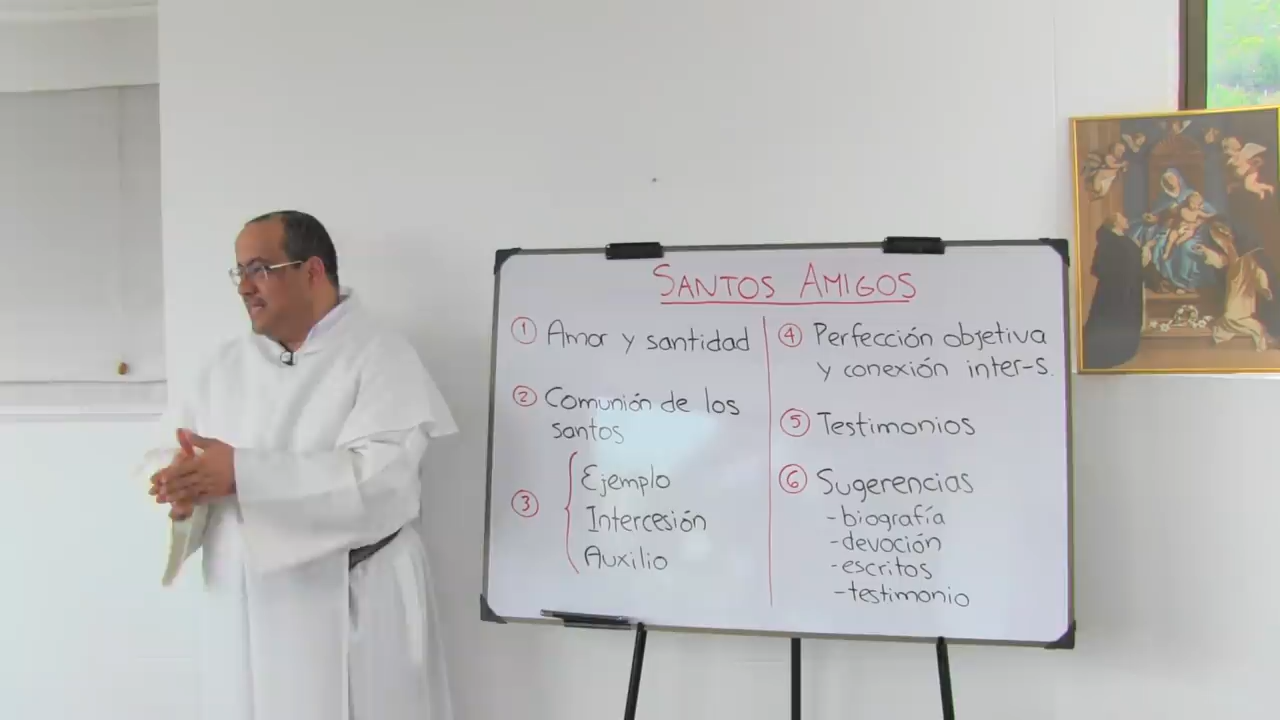 SANTOS AMIGOS
1 Amor y santidad
2 Comunión de los
santos
3 Ejemplo
Intercesión
Auxilio
4 Perfección objetiva
y conexión inter-s.
5 Testimonios
6 Sugerencias
- biografía
- devoción
- escritos
- testimonio